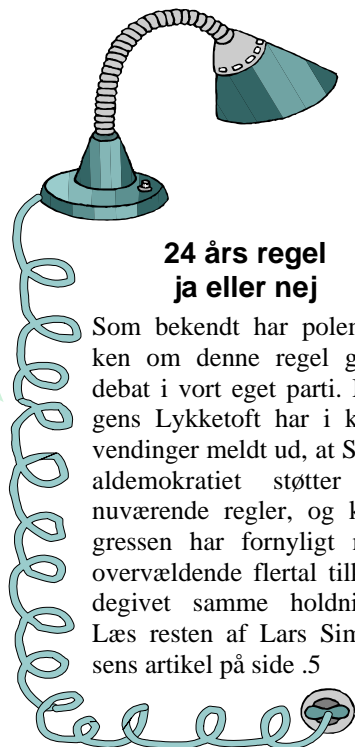 24 års regel
ja eller nej
Som bekendt har polem
ken om denne regel g
debat i vort eget parti.
gens Lykketoft har i k
vendinger meldt ud, at S
aldemokratiet støtter
nuværende regler, og k
gressen har fornyligt
overvældende flertal till
degivet samme holdni
Læs resten af Lars Sim
sens artikel på side .5